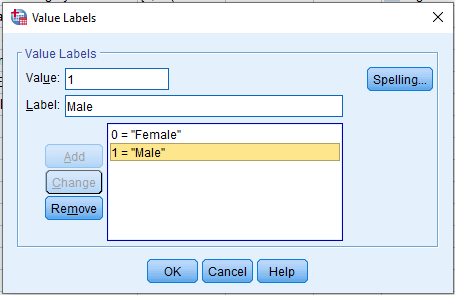 Value Labels
Value Labels
Value: 1
Spelling...
Label: Male
0 = "Female"
1 = "Male"
Add
Change
Remove
OK Cancel Help